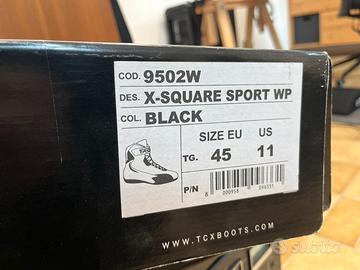 COD. 9502W
DES. X-SQUARE SPORT WP
COL. BLACK
SIZE EU US
TG. 45 11
P/N
WWW.TCXBOOTS.COM
subito